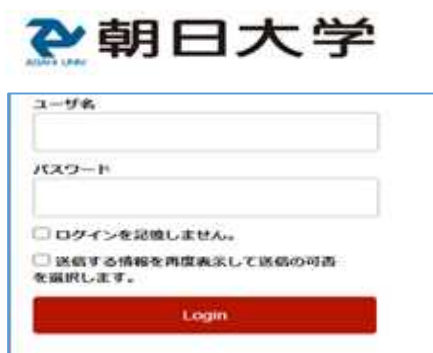 朝日大学
ASAHI UNIV
ユーザ名
パスワード
ログインを記憶しません。
送信する情報を再度表示して送信の可否
を選択します。
Login